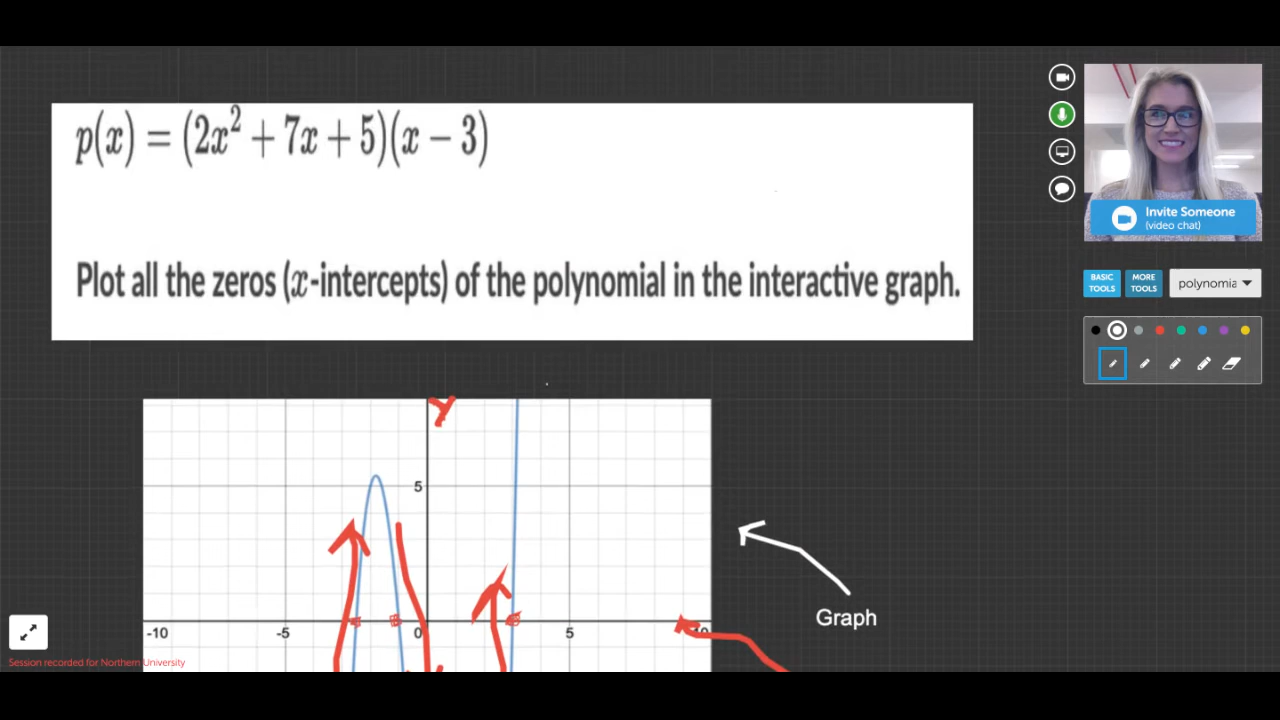 p(x) = (2x² + 7x + 5)(x − 3)
Invite Someone
(video chat)
Plot all the zeros (x-intercepts) of the polynomial in the interactive graph.
BASIC TOOLS
MORE TOOLS
polynomia
y
5
Graph
-10 -5 0 5 10
Session recorded for Northern University